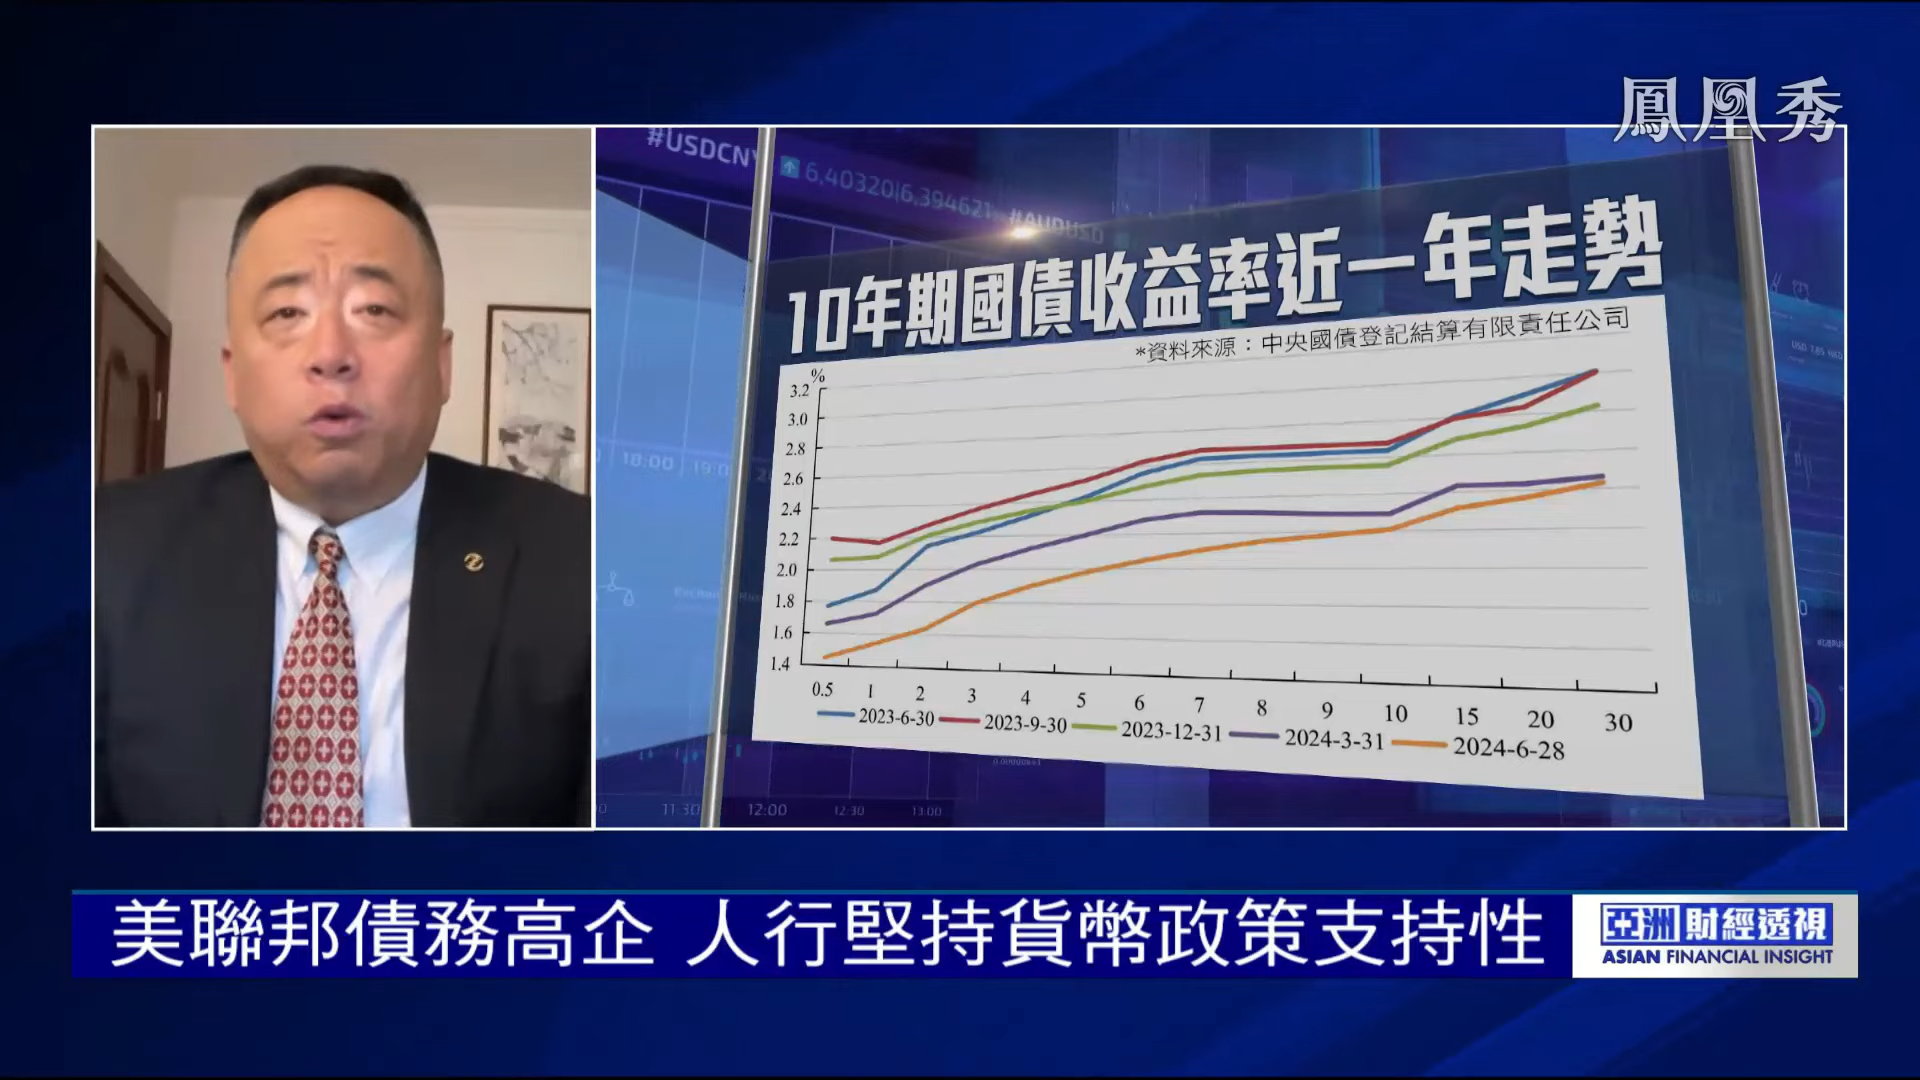 鳳凰秀
#USDCNY
6,40320|6,394621
#AUDUSD
10年期國債收益率近一年走勢
*資料來源：中央國債登記結算有限責任公司
%
3.2
3.0
2.8
2.6
2.4
2.2
2.0
1.8
1.6
1.4
0.5 1 2 3 4 5 6 7 8 9 10 15 20 30
2023-6-30 2023-9-30 2023-12-31 2024-3-31 2024-6-28
18:00 19:0
11:30 12:00 12:30 13:00
美聯邦債務高企 人行堅持貨幣政策支持性
亞洲財經透視
ASIAN FINANCIAL INSIGHT